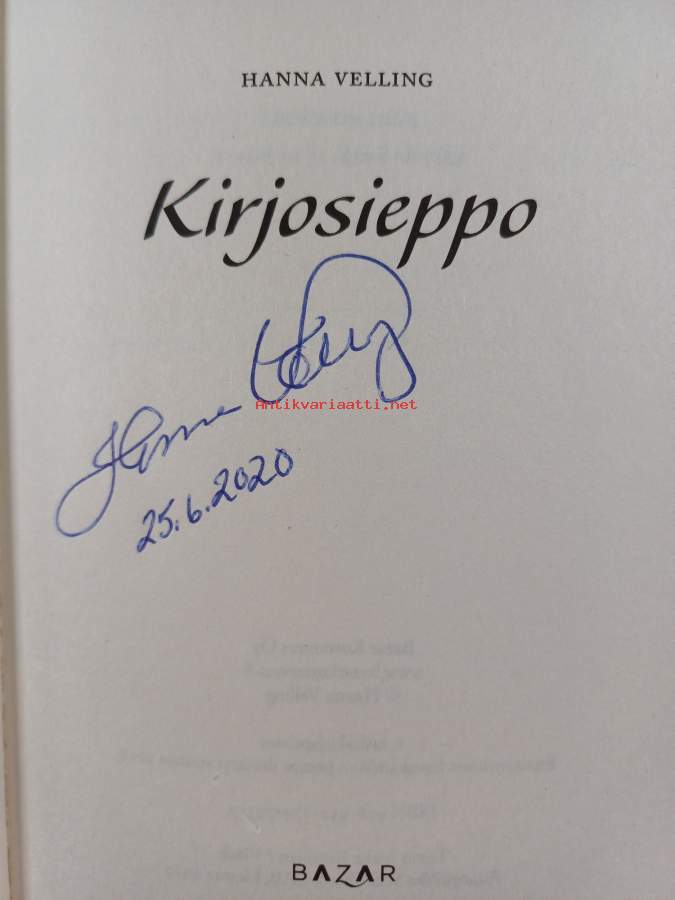 HANNA VELLING
Kirjosieppo
Hanna Velling
Antikvariaatti.net
25.6.2020
BAZAR